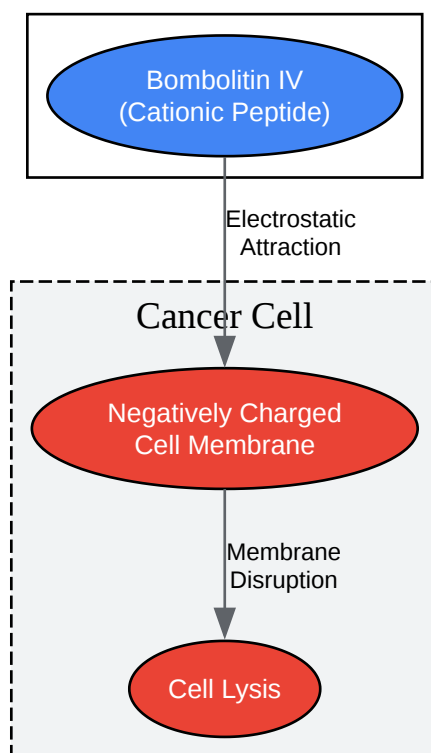 Bombolitin IV
(Cationic Peptide)
Electrostatic
Attraction
Cancer Cell
Negatively Charged
Cell Membrane
Membrane
Disruption
Cell Lysis